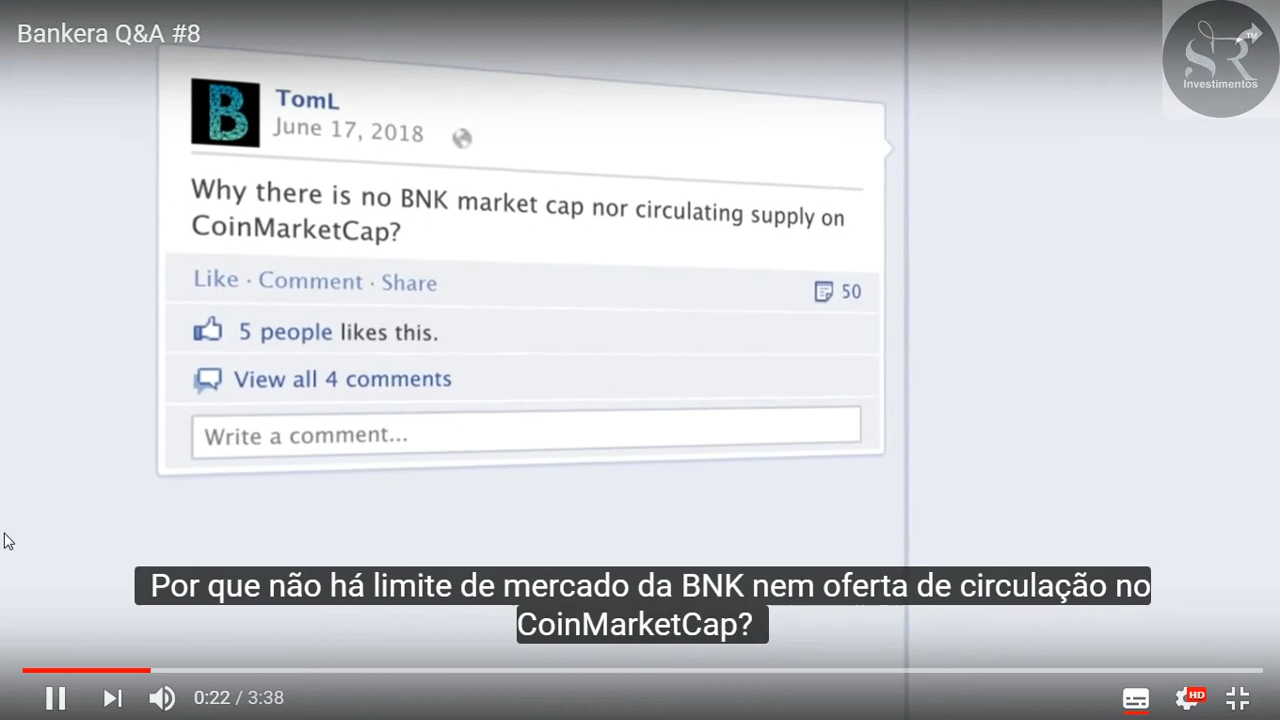 Bankera Q&A #8
SR
TM
Investimentos
B
TomL
June 17, 2018
Why there is no BNK market cap nor circulating supply on
CoinMarketCap?
Like · Comment · Share
50
5 people likes this.
View all 4 comments
Write a comment...
Por que não há limite de mercado da BNK nem oferta de circulação no
CoinMarketCap?
0:22 / 3:38
HD